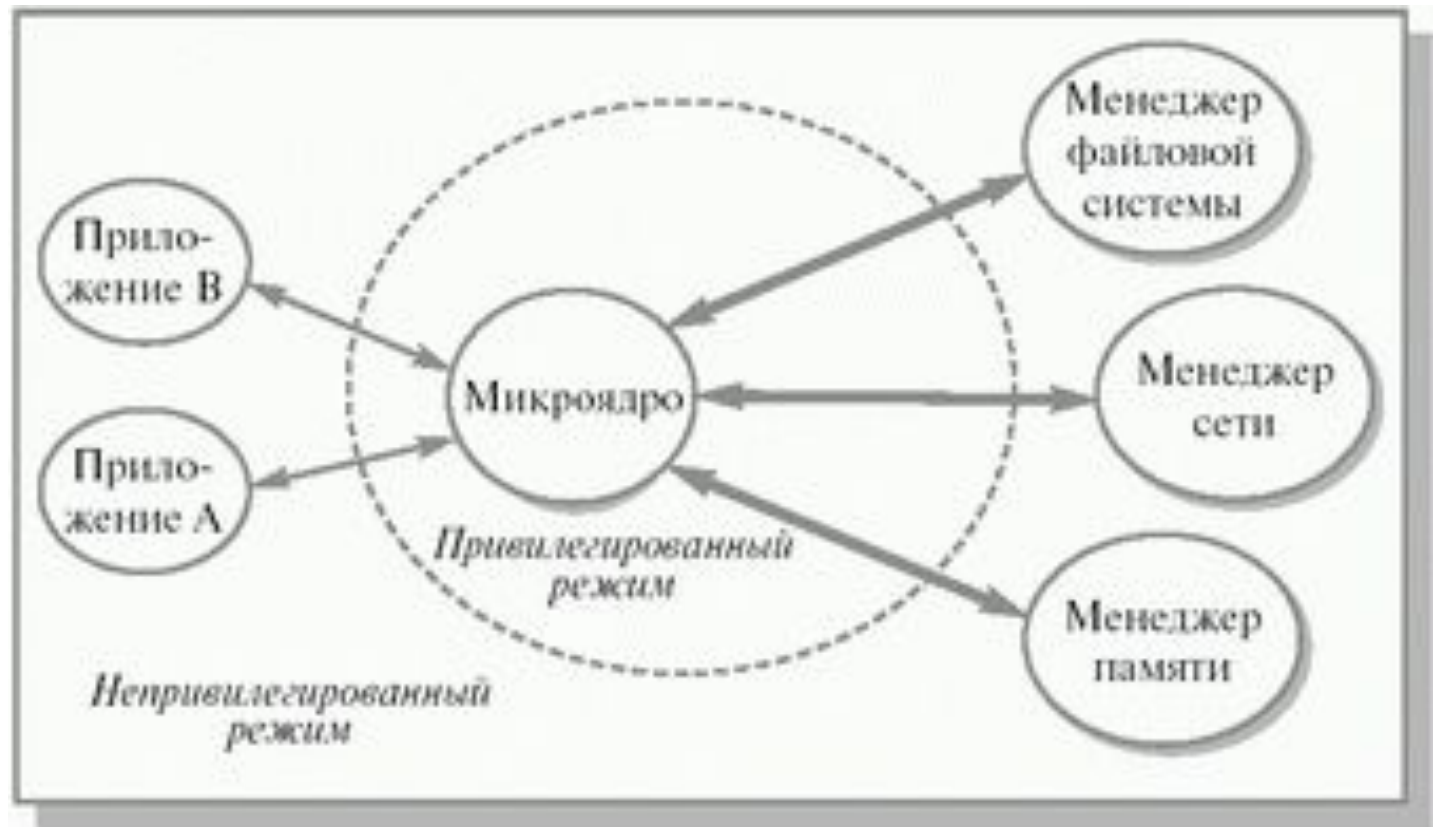 Менеджер
файловой
системы
Прило-
жение В
Менеджер
сети
Микроядро
Прило-
жение А
Привилегированный
режим
Менеджер
памяти
Непривилегированный
режим